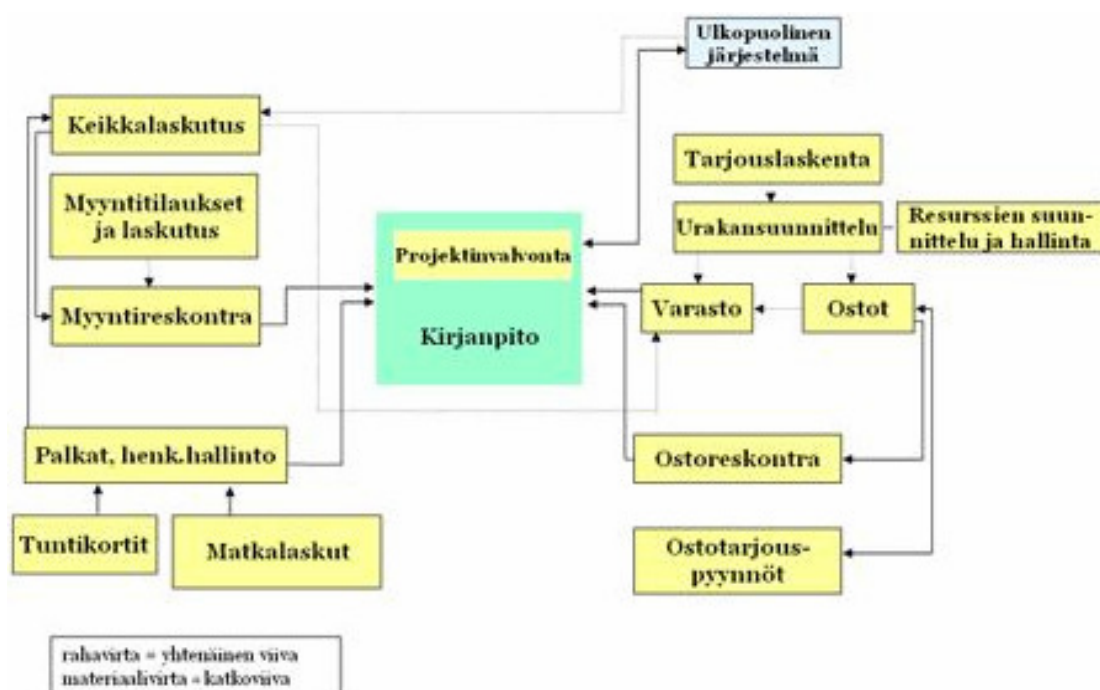 Ulkopuolinen
järjestelmä
Keikkalaskutus
Tarjouslaskenta
Myyntitilaukset
ja laskutus
Urakansuunnittelu
Resurssien suun-
nittelu ja hallinta
Projektinvalvonta
Myyntireskontra
Varasto
Ostot
Kirjanpito
Palkat, henk.hallinto
Ostoreskontra
Tuntikortit
Matkalaskut
Ostotarjous-
pyynnöt
rahavirta = yhtenäinen viiva
materiaalivirta = katkoviiva